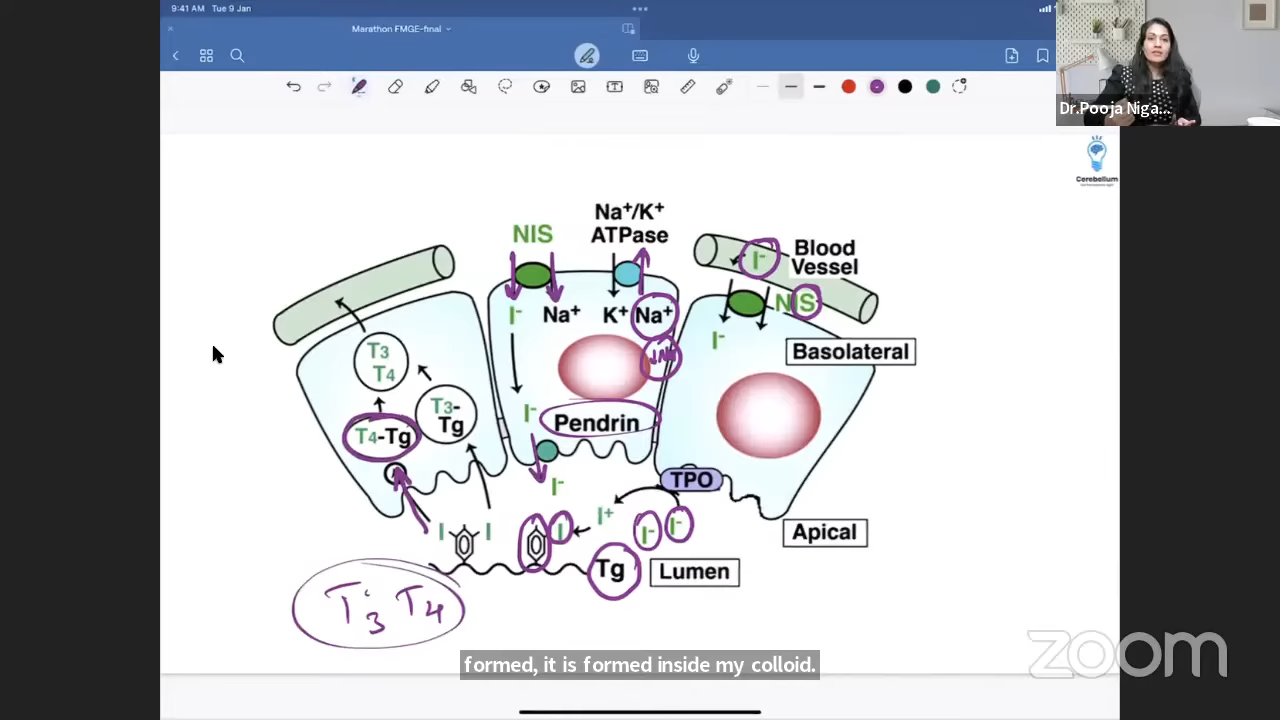 9:41 AM Tue 9 Jan
Marathon FMGE-final
Dr.Pooja Niga...
Cerebellum
NIS
Na⁺/K⁺
ATPase
I⁻
Blood
Vessel
NIS
I⁻
Na⁺
K⁺
Na⁺
I⁻
Basolateral
T3
T4
T3-
Tg
T4-Tg
I⁻
Pendrin
I⁻
TPO
I
I
I
I⁺
I⁻
I⁻
Apical
Tg
Lumen
T3 T4
zoom
formed, it is formed inside my colloid.